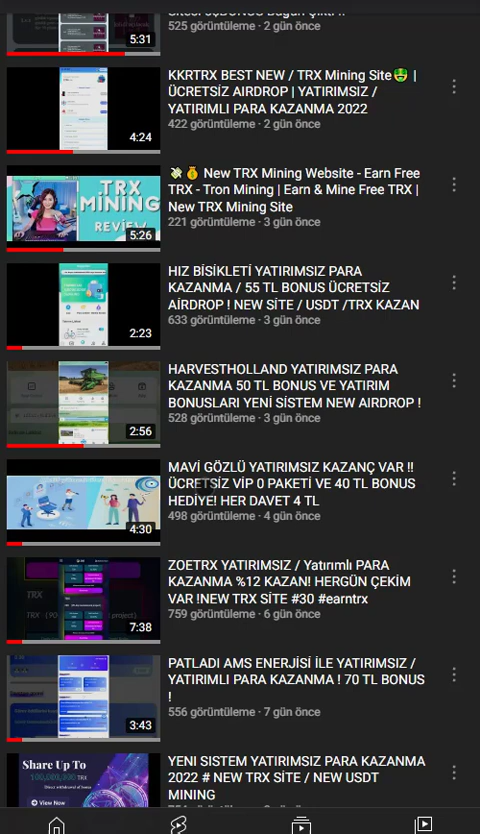 5:31
525 görüntüleme · 2 gün önce
KKRTRX BEST NEW / TRX Mining Site🤑 |
ÜCRETSİZ AIRDROP | YATIRIMSIZ /
YATIRIMLI PARA KAZANMA 2022
422 görüntüleme · 2 gün önce
4:24
💸💰 New TRX Mining Website - Earn Free
TRX - Tron Mining | Earn & Mine Free TRX |
New TRX Mining Site
221 görüntüleme · 3 gün önce
TRX
MINING
REVIEW
5:26
HIZ BİSİKLETİ YATIRIMSIZ PARA
KAZANMA / 55 TL BONUS ÜCRETSİZ
AİRDROP ! NEW SİTE / USDT /TRX KAZAN
633 görüntüleme · 3 gün önce
2:23
HARVESTHOLLAND YATIRIMSIZ PARA
KAZANMA 50 TL BONUS VE YATIRIM
BONUSLARI YENİ SİSTEM NEW AIRDROP !
528 görüntüleme · 3 gün önce
2:56
MAVİ GÖZLÜ YATIRIMSIZ KAZANÇ VAR !!
ÜCRETSİZ VİP 0 PAKETİ VE 40 TL BONUS
HEDİYE! HER DAVET 4 TL
498 görüntüleme · 4 gün önce
4:30
ZOETRX YATIRIMSIZ / Yatırımlı PARA
KAZANMA %12 KAZAN! HERGÜN ÇEKİM
VAR !NEW TRX SİTE #30 #earntrx
759 görüntüleme · 6 gün önce
TRX
7:38
PATLADI AMS ENERJİSİ İLE YATIRIMSIZ /
YATIRIMLI PARA KAZANMA ! 70 TL BONUS
!
556 görüntüleme · 7 gün önce
3:43
YENI SISTEM YATIRIMSIZ PARA KAZANMA
2022 # NEW TRX SİTE / NEW USDT
MINING
Share Up To
100,000,000 TRX
View Now